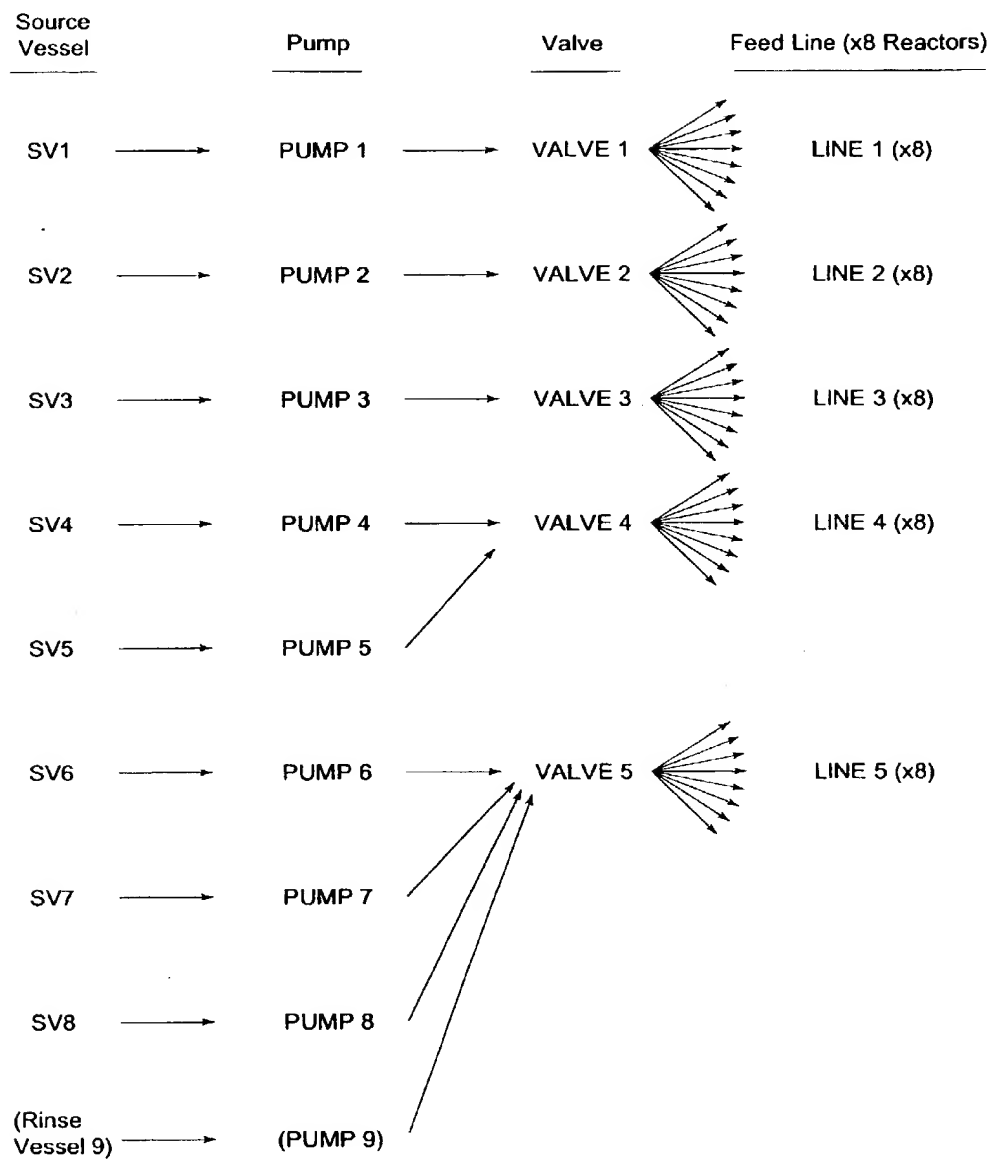 Source
Vessel
Pump
Valve
Feed Line (x8 Reactors)
SV1
PUMP 1
VALVE 1
LINE 1 (x8)
SV2
PUMP 2
VALVE 2
LINE 2 (x8)
SV3
PUMP 3
VALVE 3
LINE 3 (x8)
SV4
PUMP 4
VALVE 4
LINE 4 (x8)
SV5
PUMP 5
SV6
PUMP 6
VALVE 5
LINE 5 (x8)
SV7
PUMP 7
SV8
PUMP 8
(Rinse
Vessel 9)
(PUMP 9)